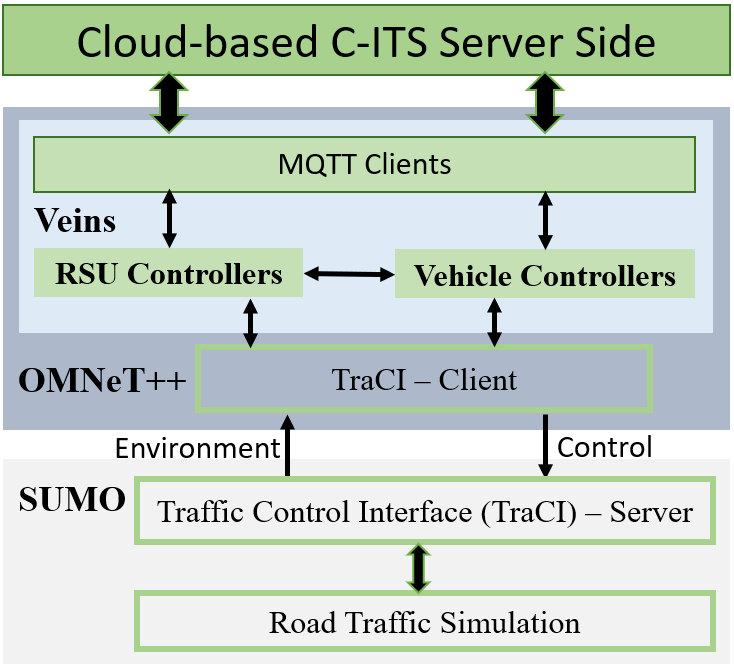 Cloud-based C-ITS Server Side
MQTT Clients
Veins
RSU Controllers
Vehicle Controllers
OMNeT++
TraCI – Client
Environment
Control
SUMO
Traffic Control Interface (TraCI) – Server
Road Traffic Simulation